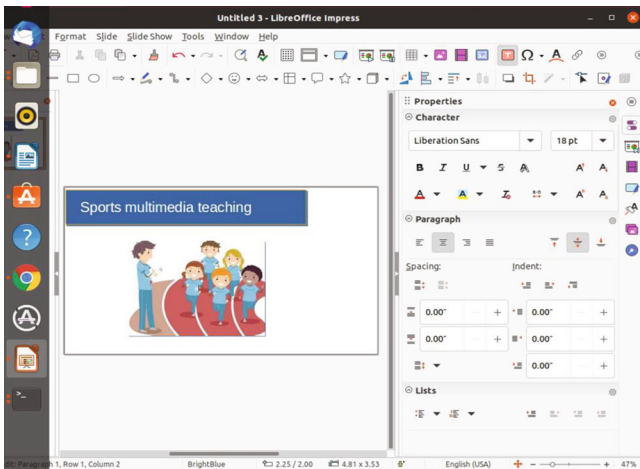 Untitled 3 - LibreOffice Impress
Format Slide Slide Show Tools Window Help
Properties
Character
Liberation Sans 18 pt
Paragraph
Spacing: Indent:
0.00" 0.00"
0.00" 0.00"
0.00"
Lists
Sports multimedia teaching
Paragraph 1, Row 1, Column 2 BrightBlue 2.25 / 2.00 4.81 x 3.53 English (USA) 47%